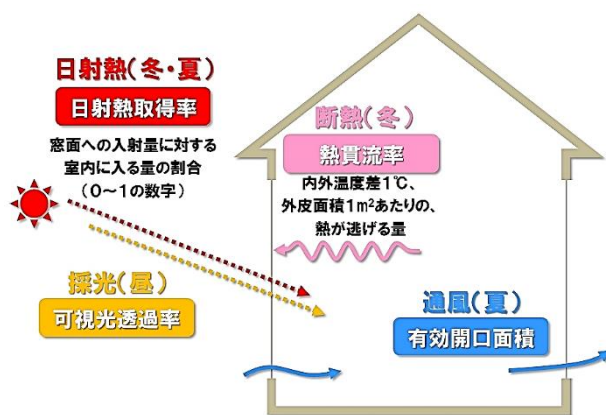 日射熱(冬・夏)
日射熱取得率
窓面への入射量に対する
室内に入る量の割合
(0〜1の数字)
断熱(冬)
熱貫流率
内外温度差1℃、
外皮面積1m²あたりの、
熱が逃げる量
採光(昼)
可視光透過率
通風(夏)
有効開口面積